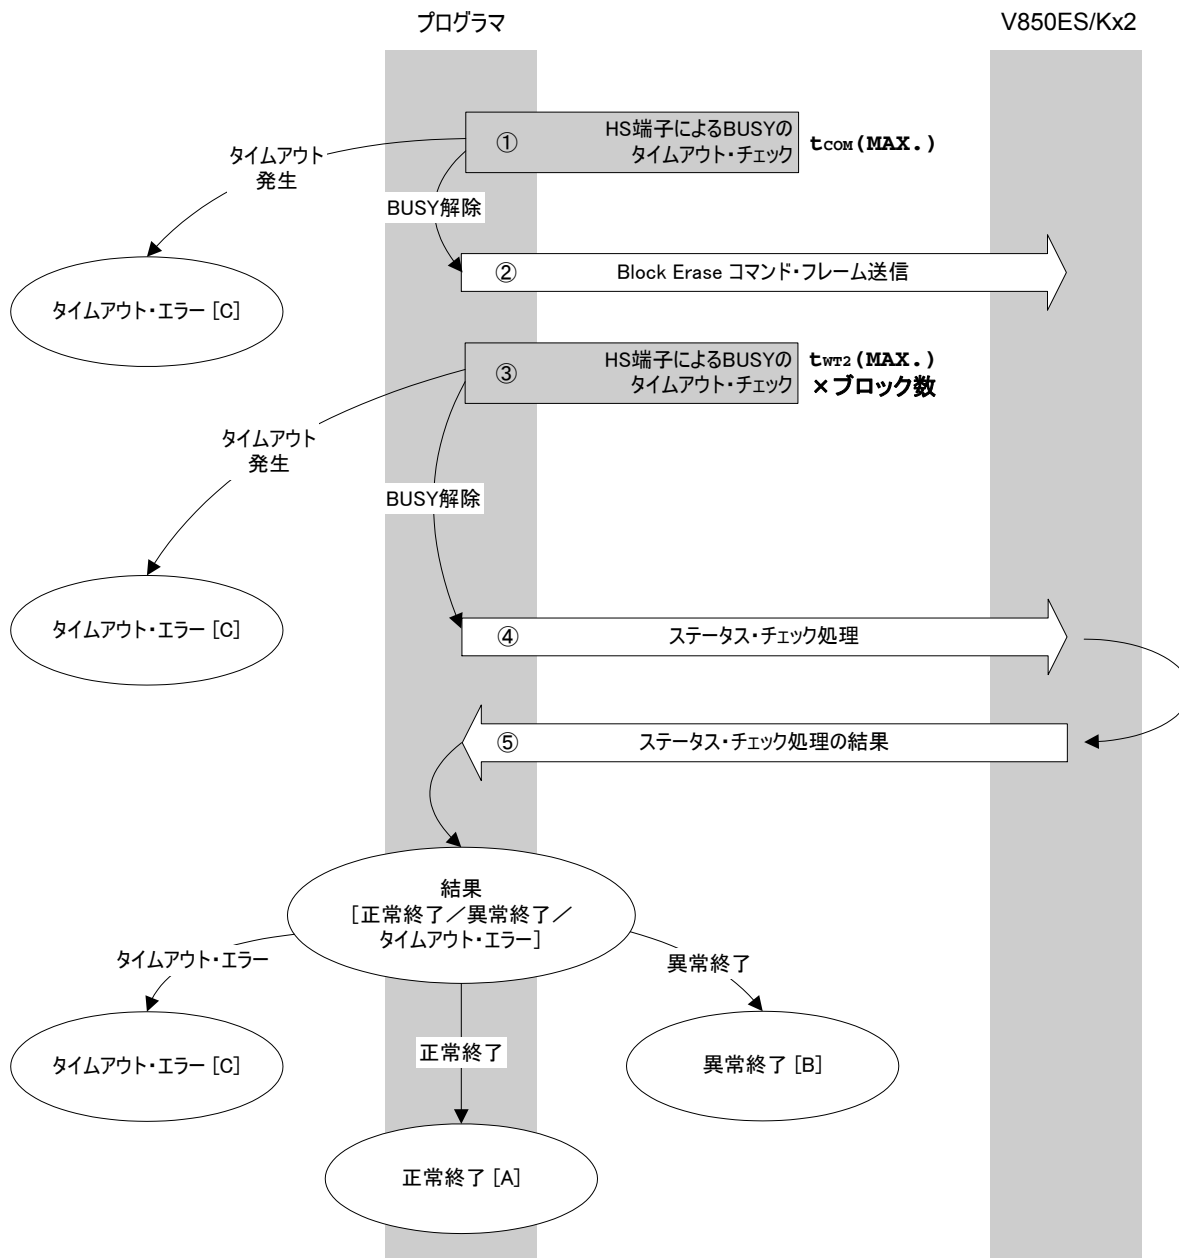 プログラマ
V850ES/Kx2
①
HS端子によるBUSYの
タイムアウト・チェック
tCOM(MAX.)
タイムアウト
発生
BUSY解除
タイムアウト・エラー [C]
②
Block Erase コマンド・フレーム送信
③
HS端子によるBUSYの
タイムアウト・チェック
tWT2(MAX.)
×ブロック数
タイムアウト
発生
BUSY解除
タイムアウト・エラー [C]
④
ステータス・チェック処理
⑤
ステータス・チェック処理の結果
結果
[正常終了/異常終了/
タイムアウト・エラー]
タイムアウト・エラー
異常終了
正常終了
タイムアウト・エラー [C]
異常終了 [B]
正常終了 [A]